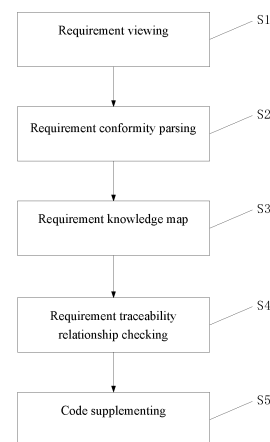 Requirement viewing
S1
Requirement conformity parsing
S2
Requirement knowledge map
S3
Requirement traceability
relationship checking
S4
Code supplementing
S5